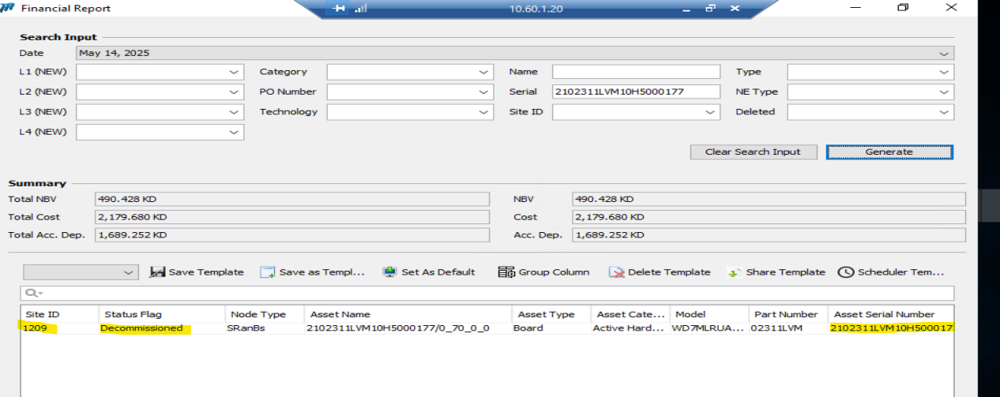 Financial Report 10.60.1.20
Search Input
Date May 14, 2025
L1 (NEW) Category Name Type
L2 (NEW) PO Number Serial 2102311LVM10H5000177 NE Type
L3 (NEW) Technology Site ID Deleted
L4 (NEW)
Clear Search Input Generate
Summary
Total NBV 490.428 KD NBV 490.428 KD
Total Cost 2,179.680 KD Cost 2,179.680 KD
Total Acc. Dep. 1,689.252 KD Acc. Dep. 1,689.252 KD
Save Template Save as Templ... Set As Default Group Column Delete Template Share Template Scheduler Tem...
Site ID Status Flag Node Type Asset Name Asset Type Asset Cate... Model Part Number Asset Serial Number
1209 Decommissioned SRanBs 2102311LVM10H5000177/0_70_0_0 Board Active Hard... WD7MLRUA... 02311LVM 2102311LVM10H500017